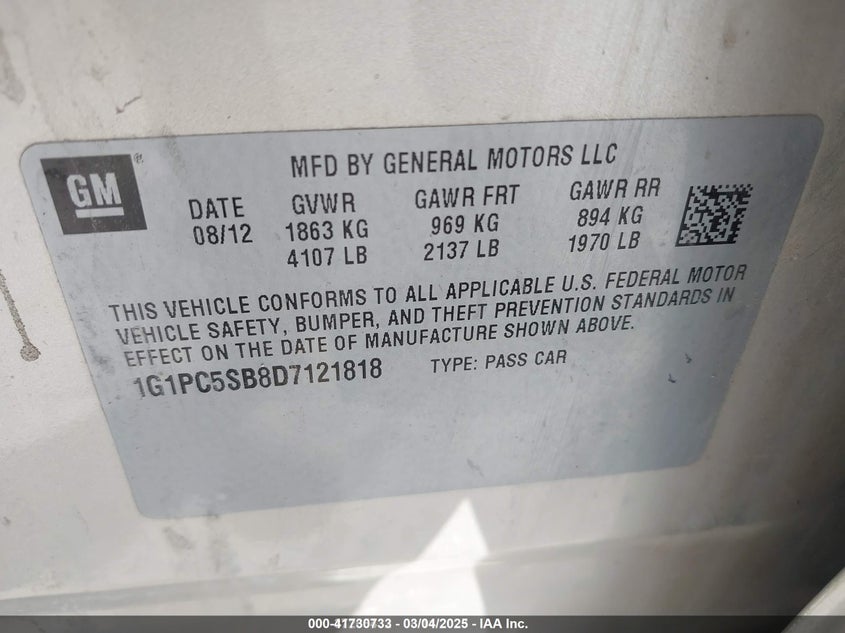 GM®
MFD BY GENERAL MOTORS LLC
DATE GVWR GAWR FRT GAWR RR
08/12 1863 KG 969 KG 894 KG
4107 LB 2137 LB 1970 LB
THIS VEHICLE CONFORMS TO ALL APPLICABLE U.S. FEDERAL MOTOR
VEHICLE SAFETY, BUMPER, AND THEFT PREVENTION STANDARDS IN
EFFECT ON THE DATE OF MANUFACTURE SHOWN ABOVE.
1G1PC5SB8D7121818 TYPE: PASS CAR
000-41730733 - 03/04/2025 - IAA Inc.